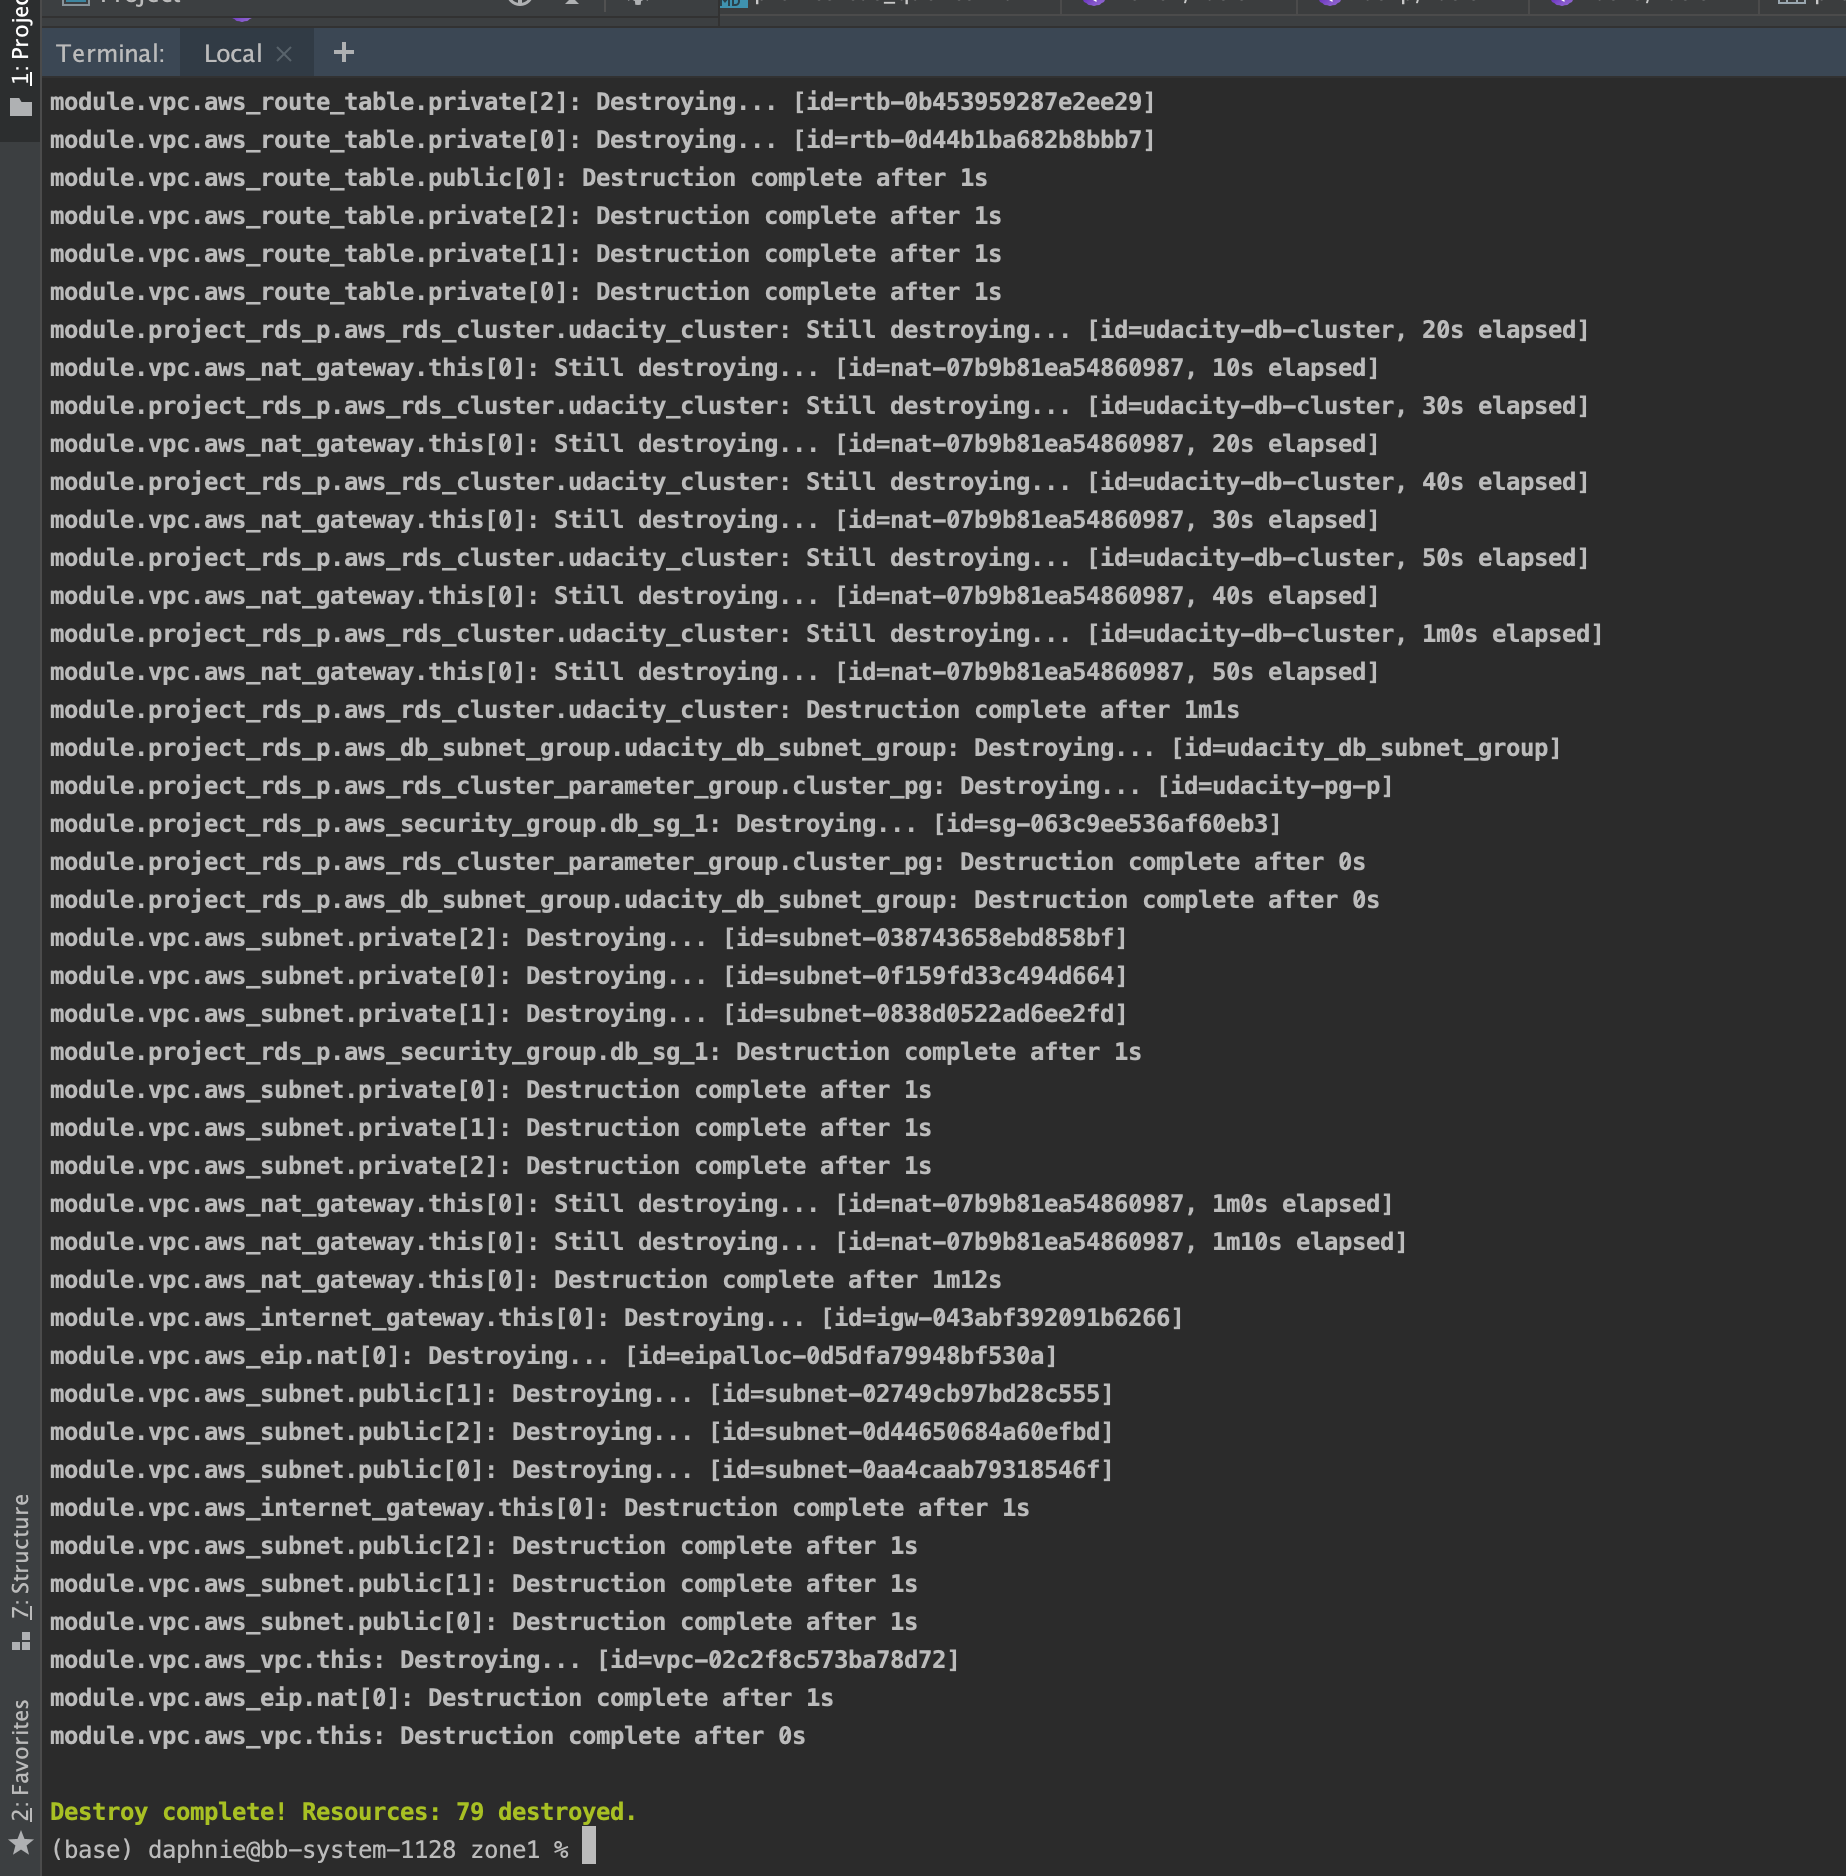 1: Projec
Terminal: Local × +
module.vpc.aws_route_table.private[2]: Destroying... [id=rtb-0b453959287e2ee29]
module.vpc.aws_route_table.private[0]: Destroying... [id=rtb-0d44b1ba682b8bbb7]
module.vpc.aws_route_table.public[0]: Destruction complete after 1s
module.vpc.aws_route_table.private[2]: Destruction complete after 1s
module.vpc.aws_route_table.private[1]: Destruction complete after 1s
module.vpc.aws_route_table.private[0]: Destruction complete after 1s
module.project_rds_p.aws_rds_cluster.udacity_cluster: Still destroying... [id=udacity-db-cluster, 20s elapsed]
module.vpc.aws_nat_gateway.this[0]: Still destroying... [id=nat-07b9b81ea54860987, 10s elapsed]
module.project_rds_p.aws_rds_cluster.udacity_cluster: Still destroying... [id=udacity-db-cluster, 30s elapsed]
module.vpc.aws_nat_gateway.this[0]: Still destroying... [id=nat-07b9b81ea54860987, 20s elapsed]
module.project_rds_p.aws_rds_cluster.udacity_cluster: Still destroying... [id=udacity-db-cluster, 40s elapsed]
module.vpc.aws_nat_gateway.this[0]: Still destroying... [id=nat-07b9b81ea54860987, 30s elapsed]
module.project_rds_p.aws_rds_cluster.udacity_cluster: Still destroying... [id=udacity-db-cluster, 50s elapsed]
module.vpc.aws_nat_gateway.this[0]: Still destroying... [id=nat-07b9b81ea54860987, 40s elapsed]
module.project_rds_p.aws_rds_cluster.udacity_cluster: Still destroying... [id=udacity-db-cluster, 1m0s elapsed]
module.vpc.aws_nat_gateway.this[0]: Still destroying... [id=nat-07b9b81ea54860987, 50s elapsed]
module.project_rds_p.aws_rds_cluster.udacity_cluster: Destruction complete after 1m1s
module.project_rds_p.aws_db_subnet_group.udacity_db_subnet_group: Destroying... [id=udacity_db_subnet_group]
module.project_rds_p.aws_rds_cluster_parameter_group.cluster_pg: Destroying... [id=udacity-pg-p]
module.project_rds_p.aws_security_group.db_sg_1: Destroying... [id=sg-063c9ee536af60eb3]
module.project_rds_p.aws_rds_cluster_parameter_group.cluster_pg: Destruction complete after 0s
module.project_rds_p.aws_db_subnet_group.udacity_db_subnet_group: Destruction complete after 0s
module.vpc.aws_subnet.private[2]: Destroying... [id=subnet-038743658ebd858bf]
module.vpc.aws_subnet.private[0]: Destroying... [id=subnet-0f159fd33c494d664]
module.vpc.aws_subnet.private[1]: Destroying... [id=subnet-0838d0522ad6ee2fd]
module.project_rds_p.aws_security_group.db_sg_1: Destruction complete after 1s
module.vpc.aws_subnet.private[0]: Destruction complete after 1s
module.vpc.aws_subnet.private[1]: Destruction complete after 1s
module.vpc.aws_subnet.private[2]: Destruction complete after 1s
module.vpc.aws_nat_gateway.this[0]: Still destroying... [id=nat-07b9b81ea54860987, 1m0s elapsed]
module.vpc.aws_nat_gateway.this[0]: Still destroying... [id=nat-07b9b81ea54860987, 1m10s elapsed]
module.vpc.aws_nat_gateway.this[0]: Destruction complete after 1m12s
module.vpc.aws_internet_gateway.this[0]: Destroying... [id=igw-043abf392091b6266]
module.vpc.aws_eip.nat[0]: Destroying... [id=eipalloc-0d5dfa79948bf530a]
module.vpc.aws_subnet.public[1]: Destroying... [id=subnet-02749cb97bd28c555]
module.vpc.aws_subnet.public[2]: Destroying... [id=subnet-0d44650684a60efbd]
module.vpc.aws_subnet.public[0]: Destroying... [id=subnet-0aa4caab79318546f]
module.vpc.aws_internet_gateway.this[0]: Destruction complete after 1s
module.vpc.aws_subnet.public[2]: Destruction complete after 1s
module.vpc.aws_subnet.public[1]: Destruction complete after 1s
module.vpc.aws_subnet.public[0]: Destruction complete after 1s
module.vpc.aws_vpc.this: Destroying... [id=vpc-02c2f8c573ba78d72]
module.vpc.aws_eip.nat[0]: Destruction complete after 1s
module.vpc.aws_vpc.this: Destruction complete after 0s
Destroy complete! Resources: 79 destroyed.
(base) daphnie@bb-system-1128 zone1 %
7: Structure
2: Favorites